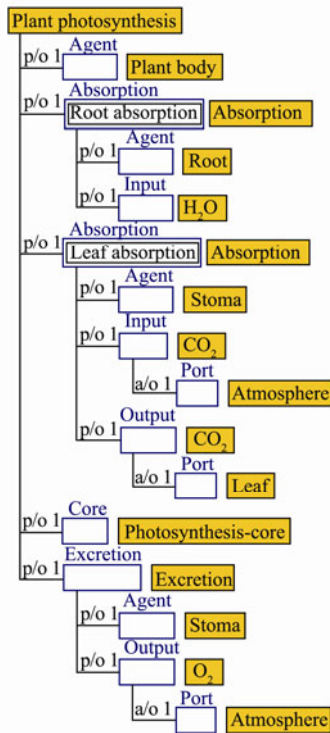 Plant photosynthesis
Agent
p/o 1 Plant body
Absorption
p/o 1 Root absorption Absorption
Agent
p/o 1 Root
Input
p/o 1 H₂O
Absorption
p/o 1 Leaf absorption Absorption
Agent
p/o 1 Stoma
Input
p/o 1 CO₂
Port
a/o 1 Atmosphere
Output
p/o 1 CO₂
Port
a/o 1 Leaf
Core
p/o 1 Photosynthesis-core
Excretion
p/o 1 Excretion
Agent
p/o 1 Stoma
Output
p/o 1 O₂
Port
a/o 1 Atmosphere